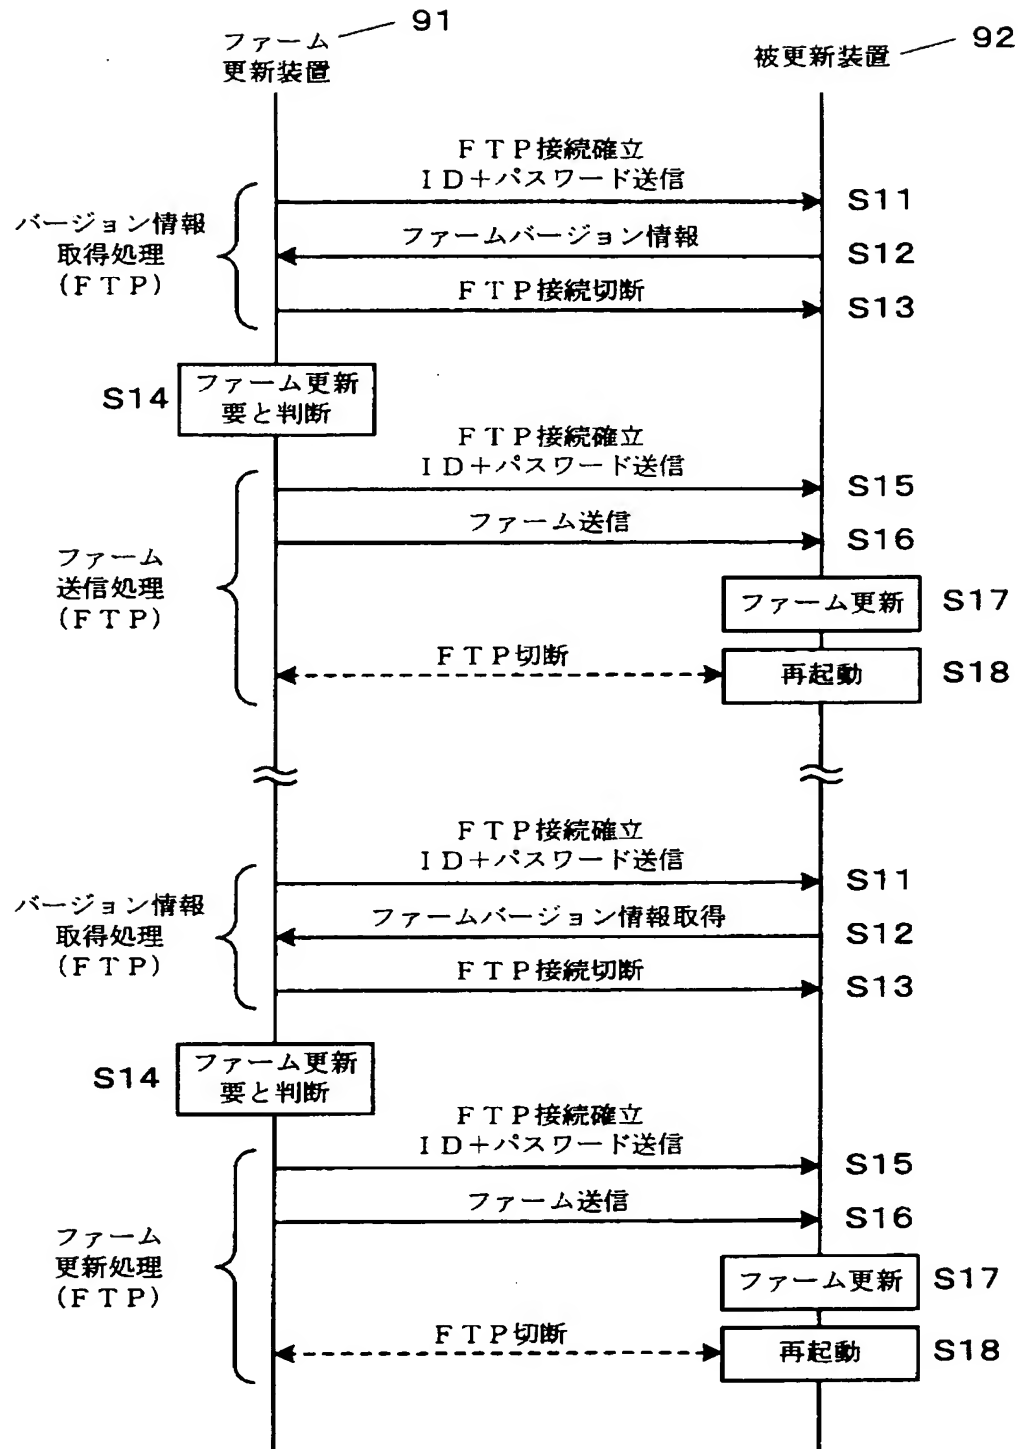 ファーム
更新装置
91
被更新装置
92
ＦＴＰ接続確立
ＩＤ＋パスワード送信
S11
バージョン情報
取得処理
（ＦＴＰ）
ファームバージョン情報
S12
ＦＴＰ接続切断
S13
S14
ファーム更新
要と判断
ＦＴＰ接続確立
ＩＤ＋パスワード送信
S15
ファーム送信
S16
ファーム
送信処理
（ＦＴＰ）
ファーム更新
S17
ＦＴＰ切断
再起動
S18
ＦＴＰ接続確立
ＩＤ＋パスワード送信
S11
バージョン情報
取得処理
（ＦＴＰ）
ファームバージョン情報取得
S12
ＦＴＰ接続切断
S13
S14
ファーム更新
要と判断
ＦＴＰ接続確立
ＩＤ＋パスワード送信
S15
ファーム送信
S16
ファーム
更新処理
（ＦＴＰ）
ファーム更新
S17
ＦＴＰ切断
再起動
S18